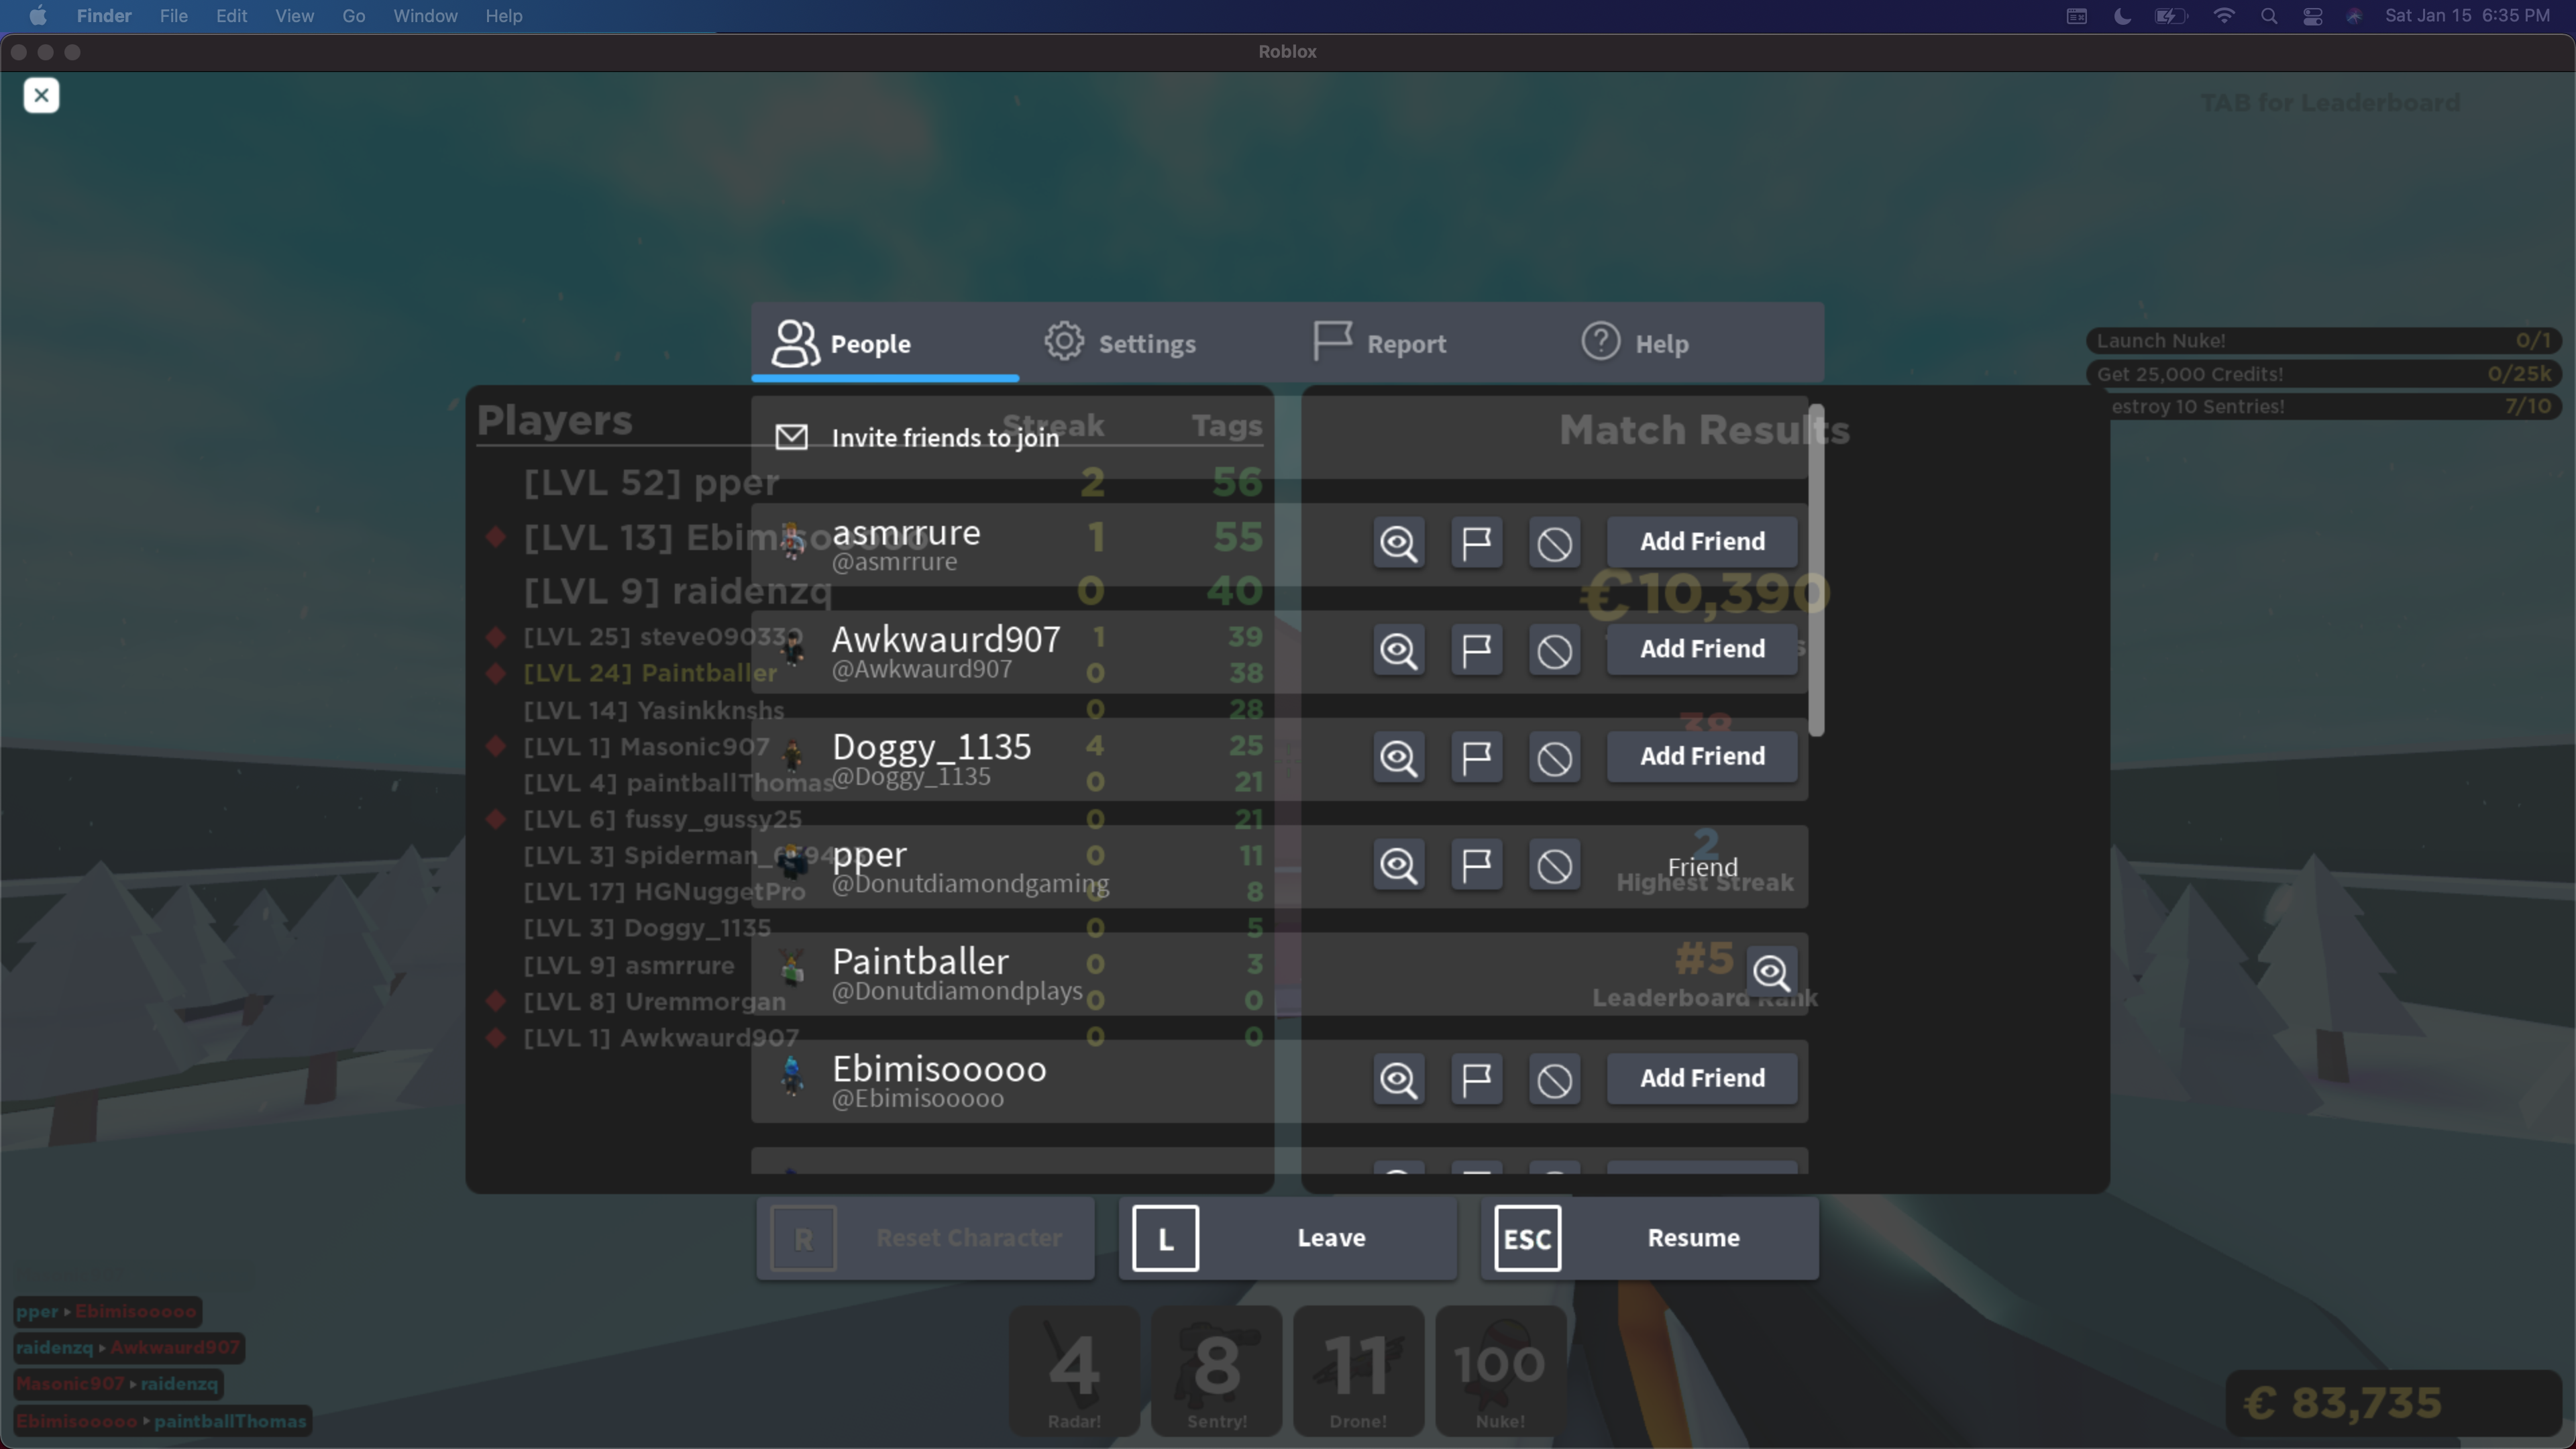 Finder File Edit View Go Window Help
Sat Jan 15 6:35 PM
Roblox
TAB for Leaderboard
People
Settings
Report
Help
Launch Nuke! 0/1
Get 25,000 Credits! 0/25k
estroy 10 Sentries! 7/10
Players Streak Tags
Invite friends to join
Match Results
[LVL 52] pper 2 56
[LVL 13] Ebimisooooo 1 55
[LVL 9] raidenzq 0 40
[LVL 25] steve090330 1 39
[LVL 24] Paintballer 0 38
[LVL 14] Yasinkknshs 0 28
[LVL 1] Masonic907 4 25
[LVL 4] paintballThomas 0 21
[LVL 6] fussy_gussy25 0 21
[LVL 3] 0 11
[LVL 17] HGNuggetPro 0 8
[LVL 3] Doggy_1135 0 5
[LVL 9] asmrrure 0 3
[LVL 8] Uremmorgan 0 0
[LVL 1] Awkwaurd907 0 0
asmrrure
@asmrrure
Add Friend
Awkwaurd907
@Awkwaurd907
Add Friend
Doggy_1135
@Doggy_1135
Add Friend
pper
@Donutdiamondgaming
Friend
Paintballer
@Donutdiamondplays
Ebimisooooo
@Ebimisooooo
Add Friend
€10,390
38
2
Highest Streak
#5
Leaderboard Rank
R Reset Character
L Leave
ESC Resume
pper ▸ Ebimisooooo
raidenzq ▸ Awkwaurd907
Masonic907 ▸ raidenzq
Ebimisooooo ▸ paintballThomas
4
Radar!
8
Sentry!
11
Drone!
100
Nuke!
€ 83,735